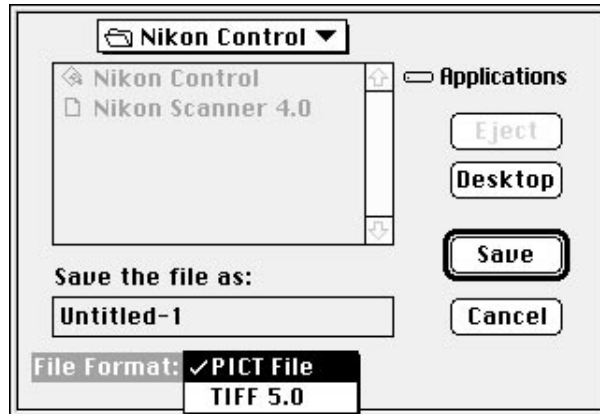 Nikon Control
Nikon Control
Nikon Scanner 4.0
Applications
Eject
Desktop
Save
Cancel
Save the file as:
Untitled-1
File Format:
✓PICT File
TIFF 5.0